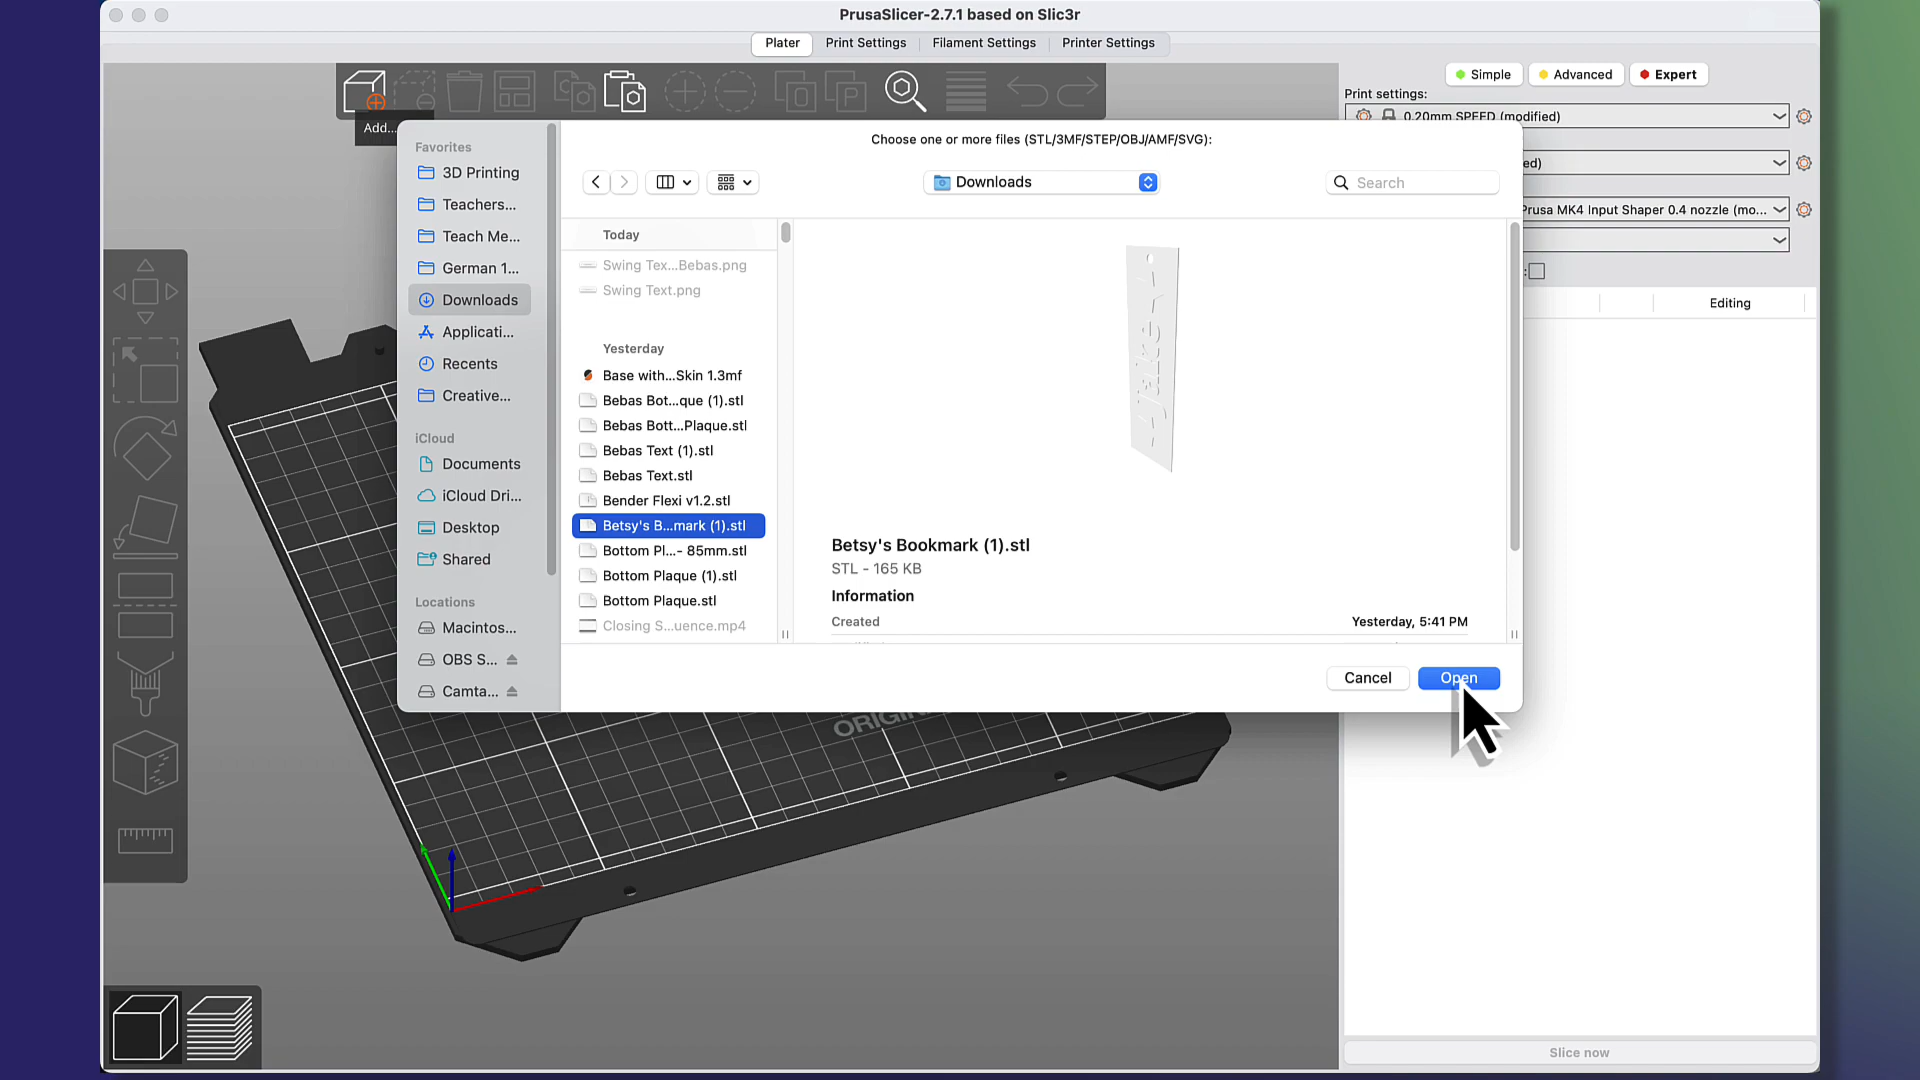 PrusaSlicer-2.7.1 based on Slic3r
Plater
Print Settings
Filament Settings
Printer Settings
Simple
Advanced
Expert
Print settings:
0.20mm SPEED (modified)
Add...
Choose one or more files (STL/3MF/STEP/OBJ/AMF/SVG):
Favorites
3D Printing
Teachers...
Teach Me...
German 1...
Downloads
Applicati...
Recents
Creative...
iCloud
Documents
iCloud Dri...
Desktop
Shared
Locations
Macintos...
OBS S...
Camta...
Downloads
Search
Today
Swing Tex...Bebas.png
Swing Text.png
Yesterday
Base with...Skin 1.3mf
Bebas Bot...que (1).stl
Bebas Bott...Plaque.stl
Bebas Text (1).stl
Bebas Text.stl
Bender Flexi v1.2.stl
Betsy's B...mark (1).stl
Bottom Pl...- 85mm.stl
Bottom Plaque (1).stl
Bottom Plaque.stl
Closing S...uence.mp4
Betsy's Bookmark (1).stl
STL - 165 KB
Information
Created
Yesterday, 5:41 PM
Cancel
Open
ed)
Prusa MK4 Input Shaper 0.4 nozzle (mo...
:
Editing
ORIGIN
Slice now